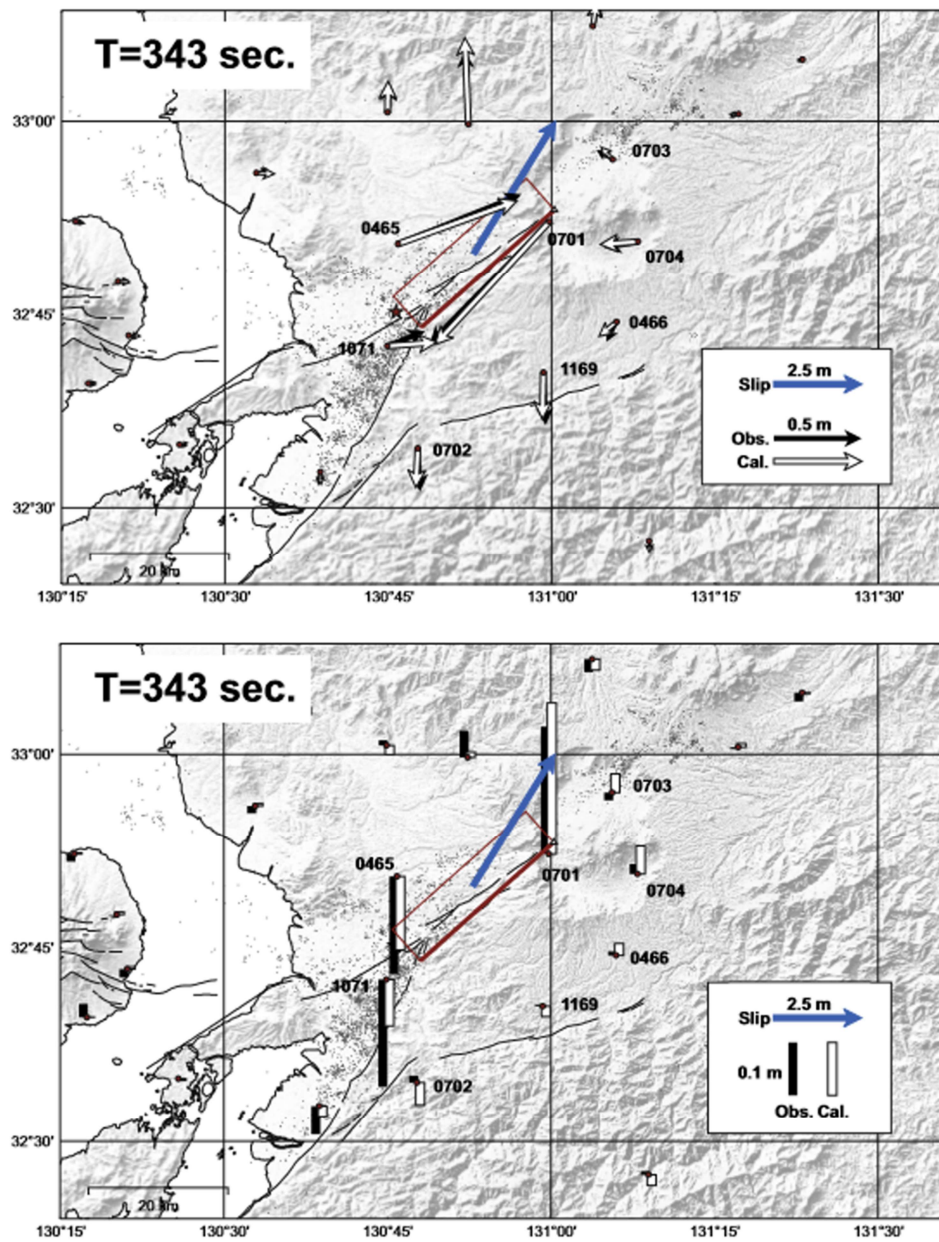 T=343 sec.
33°00'
0703
0465
0701
0704
32°45'
0466
1071
1169
2.5 m
Slip
0.5 m
Obs.
Cal.
0702
32°30'
20 km
130°15' 130°30' 130°45' 131°00' 131°15' 131°30'
T=343 sec.
33°00'
0703
0465
0701
0704
32°45'
0466
1071
1169
2.5 m
Slip
0.1 m
Obs. Cal.
0702
32°30'
20 km
130°15' 130°30' 130°45' 131°00' 131°15' 131°30'